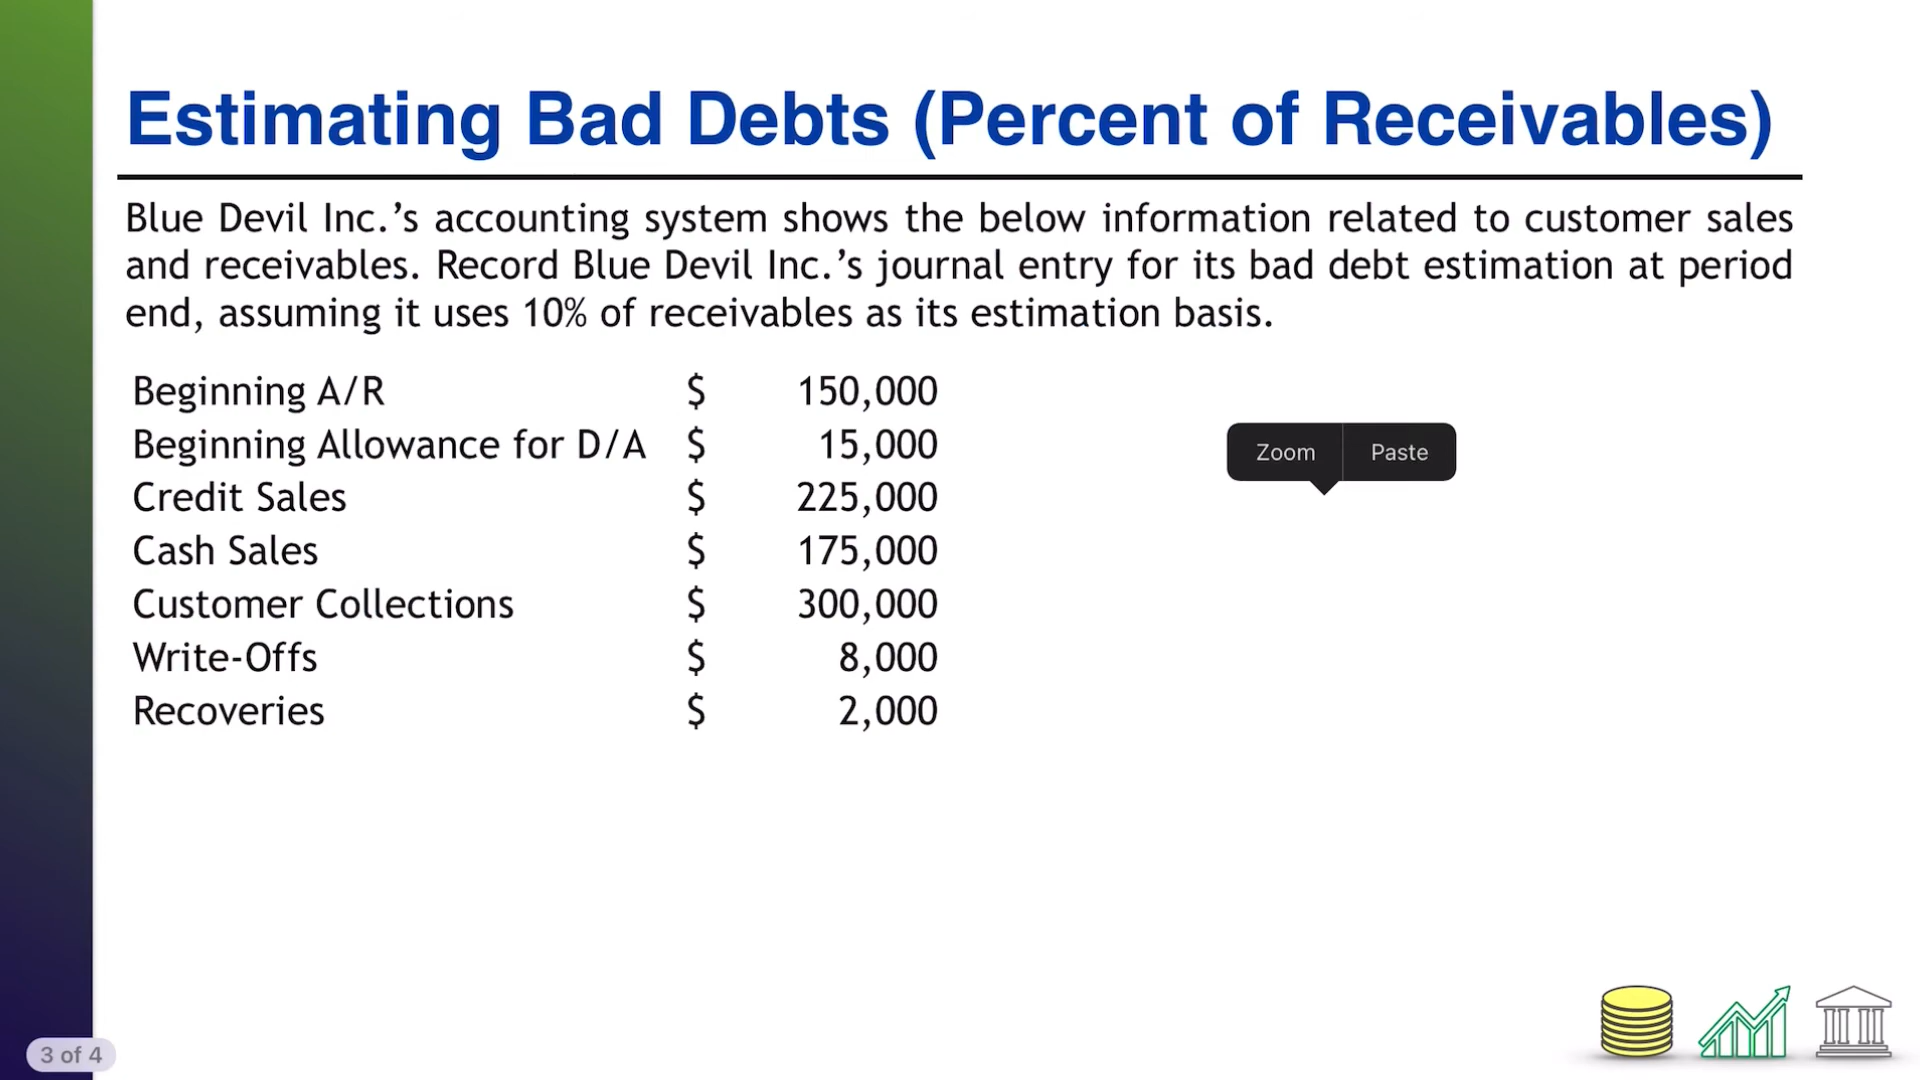 Estimating Bad Debts (Percent of Receivables)
Blue Devil Inc.’s accounting system shows the below information related to customer sales
and receivables. Record Blue Devil Inc.’s journal entry for its bad debt estimation at period
end, assuming it uses 10% of receivables as its estimation basis.
Beginning A/R $ 150,000
Beginning Allowance for D/A $ 15,000
Credit Sales $ 225,000
Cash Sales $ 175,000
Customer Collections $ 300,000
Write-Offs $ 8,000
Recoveries $ 2,000
Zoom Paste
3 of 4